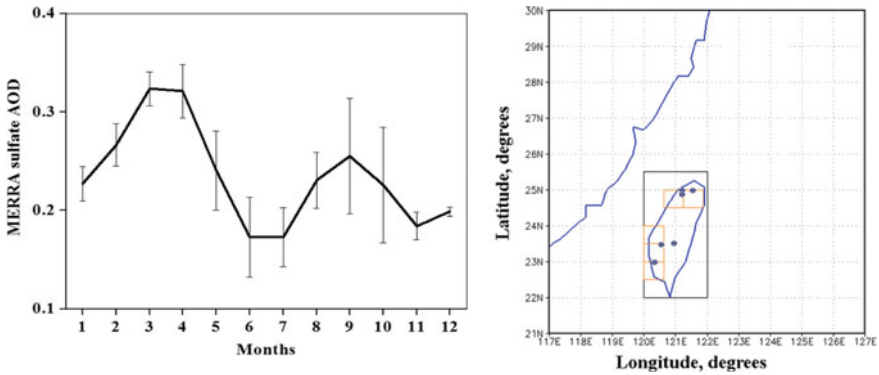 MERRA sulfate AOD
0.4
0.3
0.2
0.1
1 2 3 4 5 6 7 8 9 10 11 12
Months
Latitude, degrees
30N
29N
28N
27N
26N
25N
24N
23N
22N
21N
117E 118E 119E 120E 121E 122E 123E 124E 125E 126E 127E
Longitude, degrees